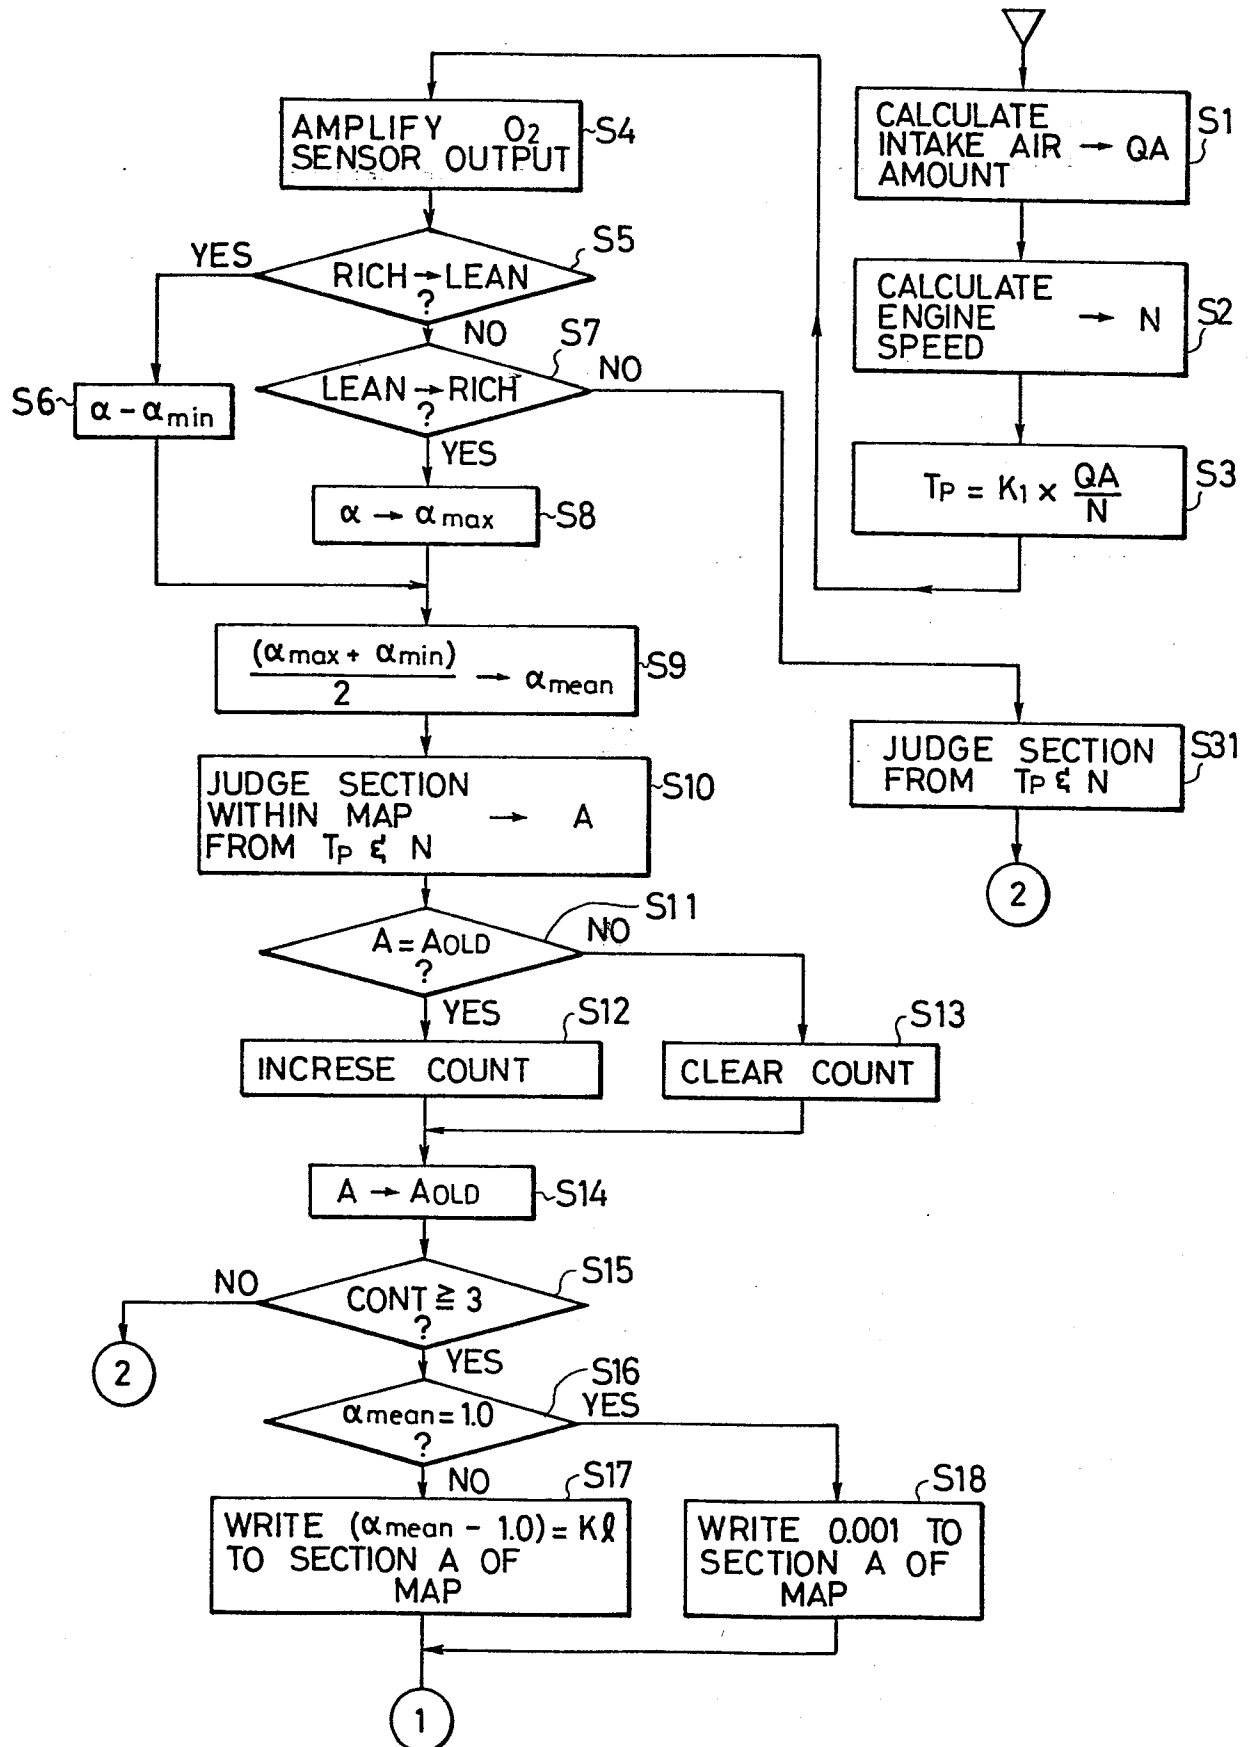 CALCULATE
INTAKE AIR → QA
AMOUNT
S1
CALCULATE
ENGINE → N
SPEED
S2
TP = K1 × QA/N
S3
AMPLIFY O2
SENSOR OUTPUT
S4
RICH → LEAN
?
S5
YES
NO
α - αmin
S6
LEAN → RICH
?
S7
NO
YES
α → αmax
S8
(αmax + αmin)/2 → αmean
S9
JUDGE SECTION
WITHIN MAP → A
FROM TP & N
S10
JUDGE SECTION
FROM TP & N
S31
2
A = AOLD
?
S11
NO
YES
INCRESE COUNT
S12
CLEAR COUNT
S13
A → AOLD
S14
CONT ≧ 3
?
S15
NO
2
YES
αmean = 1.0
?
S16
YES
NO
WRITE (αmean - 1.0) = Kℓ
TO SECTION A OF
MAP
S17
WRITE 0.001 TO
SECTION A OF
MAP
S18
1